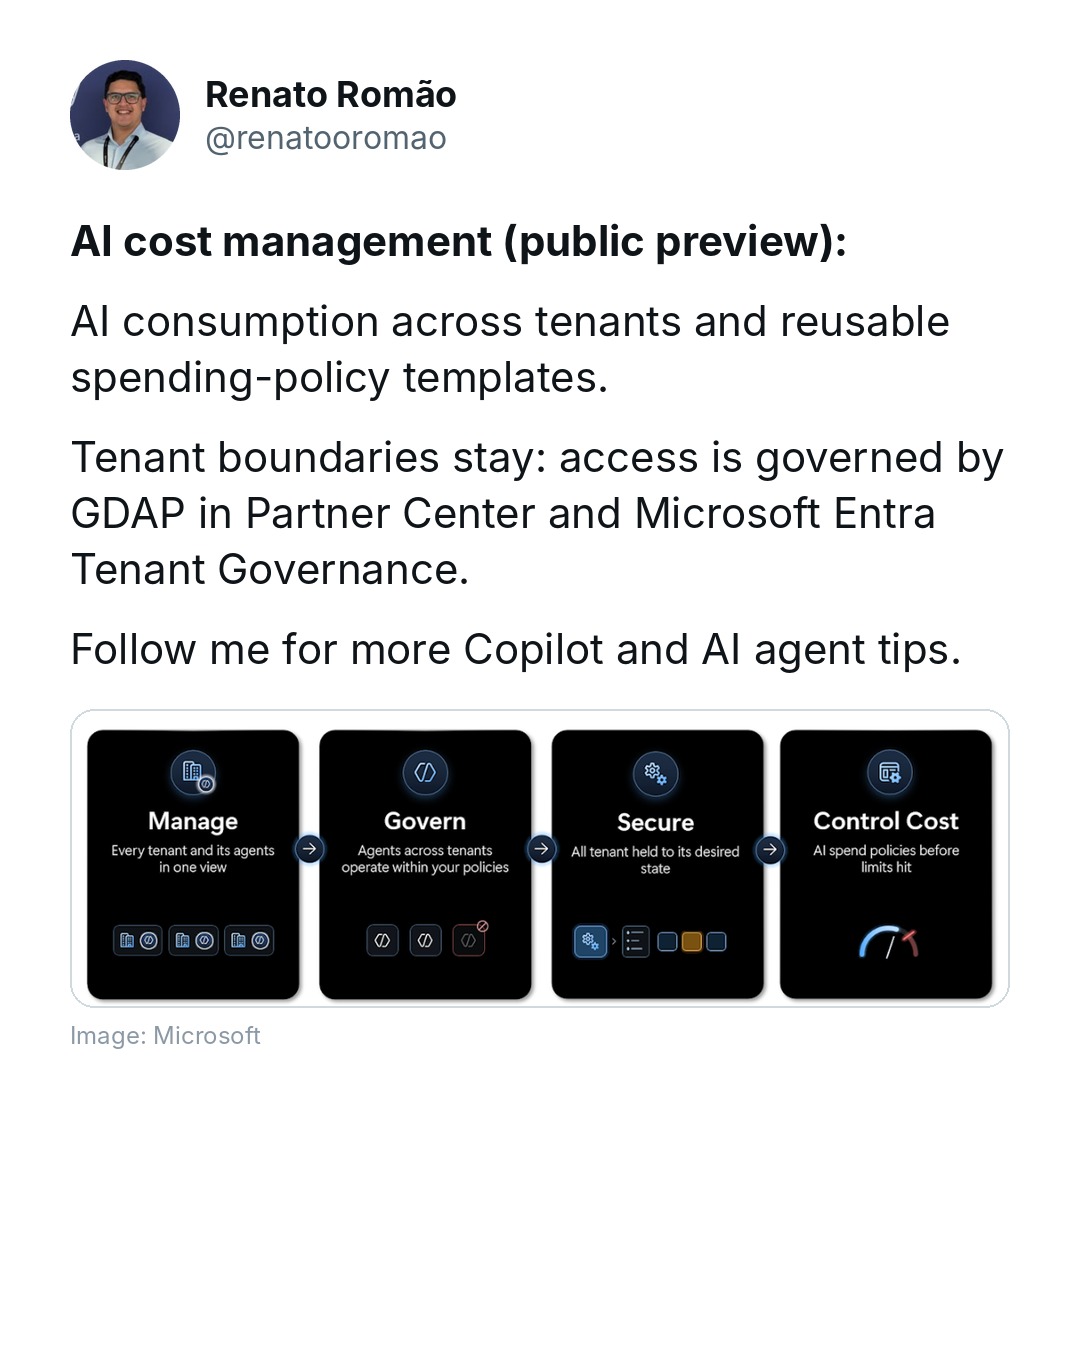 Renato Romão
@renatooromao
AI cost management (public preview):
AI consumption across tenants and reusable
spending-policy templates.
Tenant boundaries stay: access is governed by
GDAP in Partner Center and Microsoft Entra
Tenant Governance.
Follow me for more Copilot and AI agent tips.
Manage
Every tenant and its agents
in one view
Govern
Agents across tenants
operate within your policies
Secure
All tenant held to its desired
state
Control Cost
AI spend policies before
limits hit
Image: Microsoft